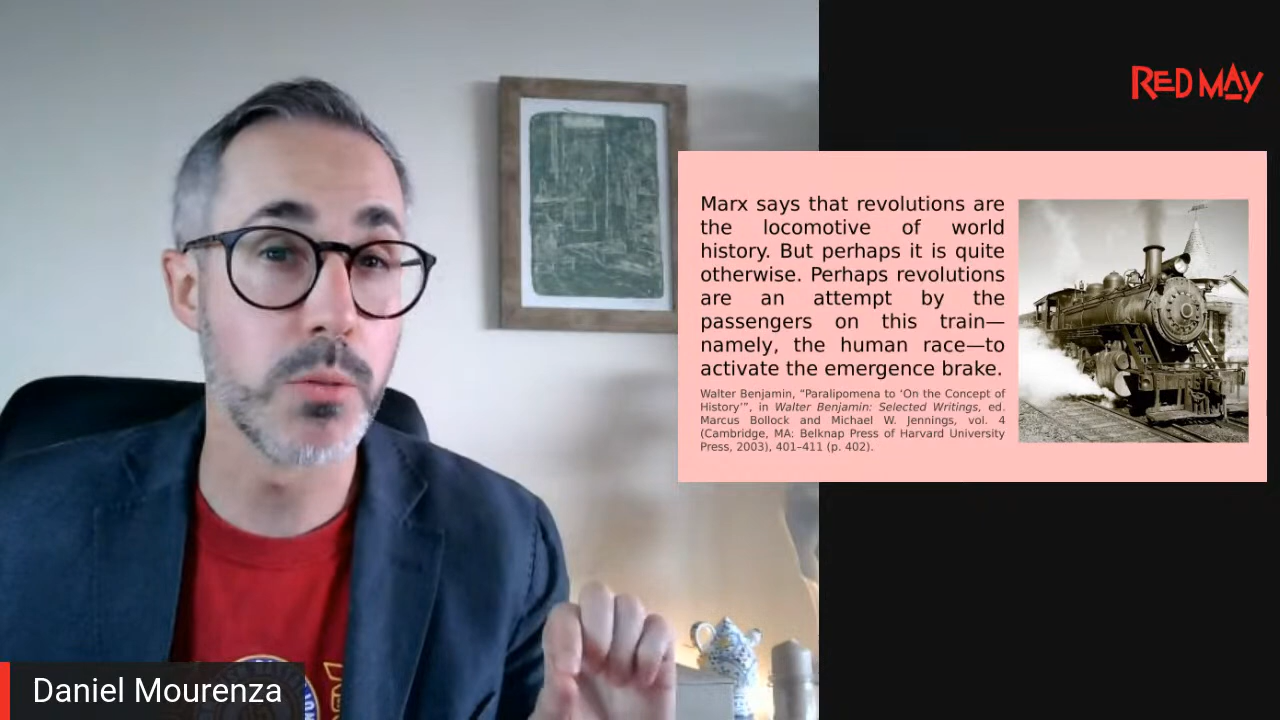 RED MAY
Marx says that revolutions are
the locomotive of world
history. But perhaps it is quite
otherwise. Perhaps revolutions
are an attempt by the
passengers on this train—
namely, the human race—to
activate the emergence brake.
Walter Benjamin, “Paralipomena to ‘On the Concept of
History’”, in Walter Benjamin: Selected Writings, ed.
Marcus Bollock and Michael W. Jennings, vol. 4
(Cambridge, MA: Belknap Press of Harvard University
Press, 2003), 401–411 (p. 402).
Daniel Mourenza